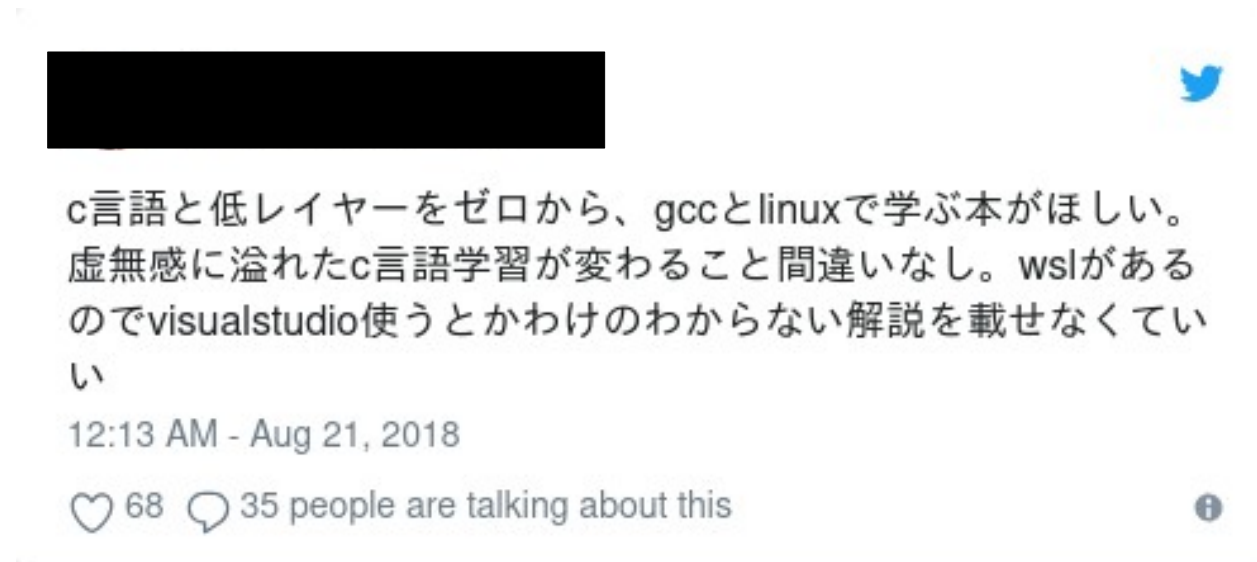 c言語と低レイヤーをゼロから、gccとlinuxで学ぶ本がほしい。
虚無感に溢れたc言語学習が変わること間違いなし。wslがある
のでvisualstudio使うとかわけのわからない解説を載せなくてい
い
12:13 AM - Aug 21, 2018
68 35 people are talking about this